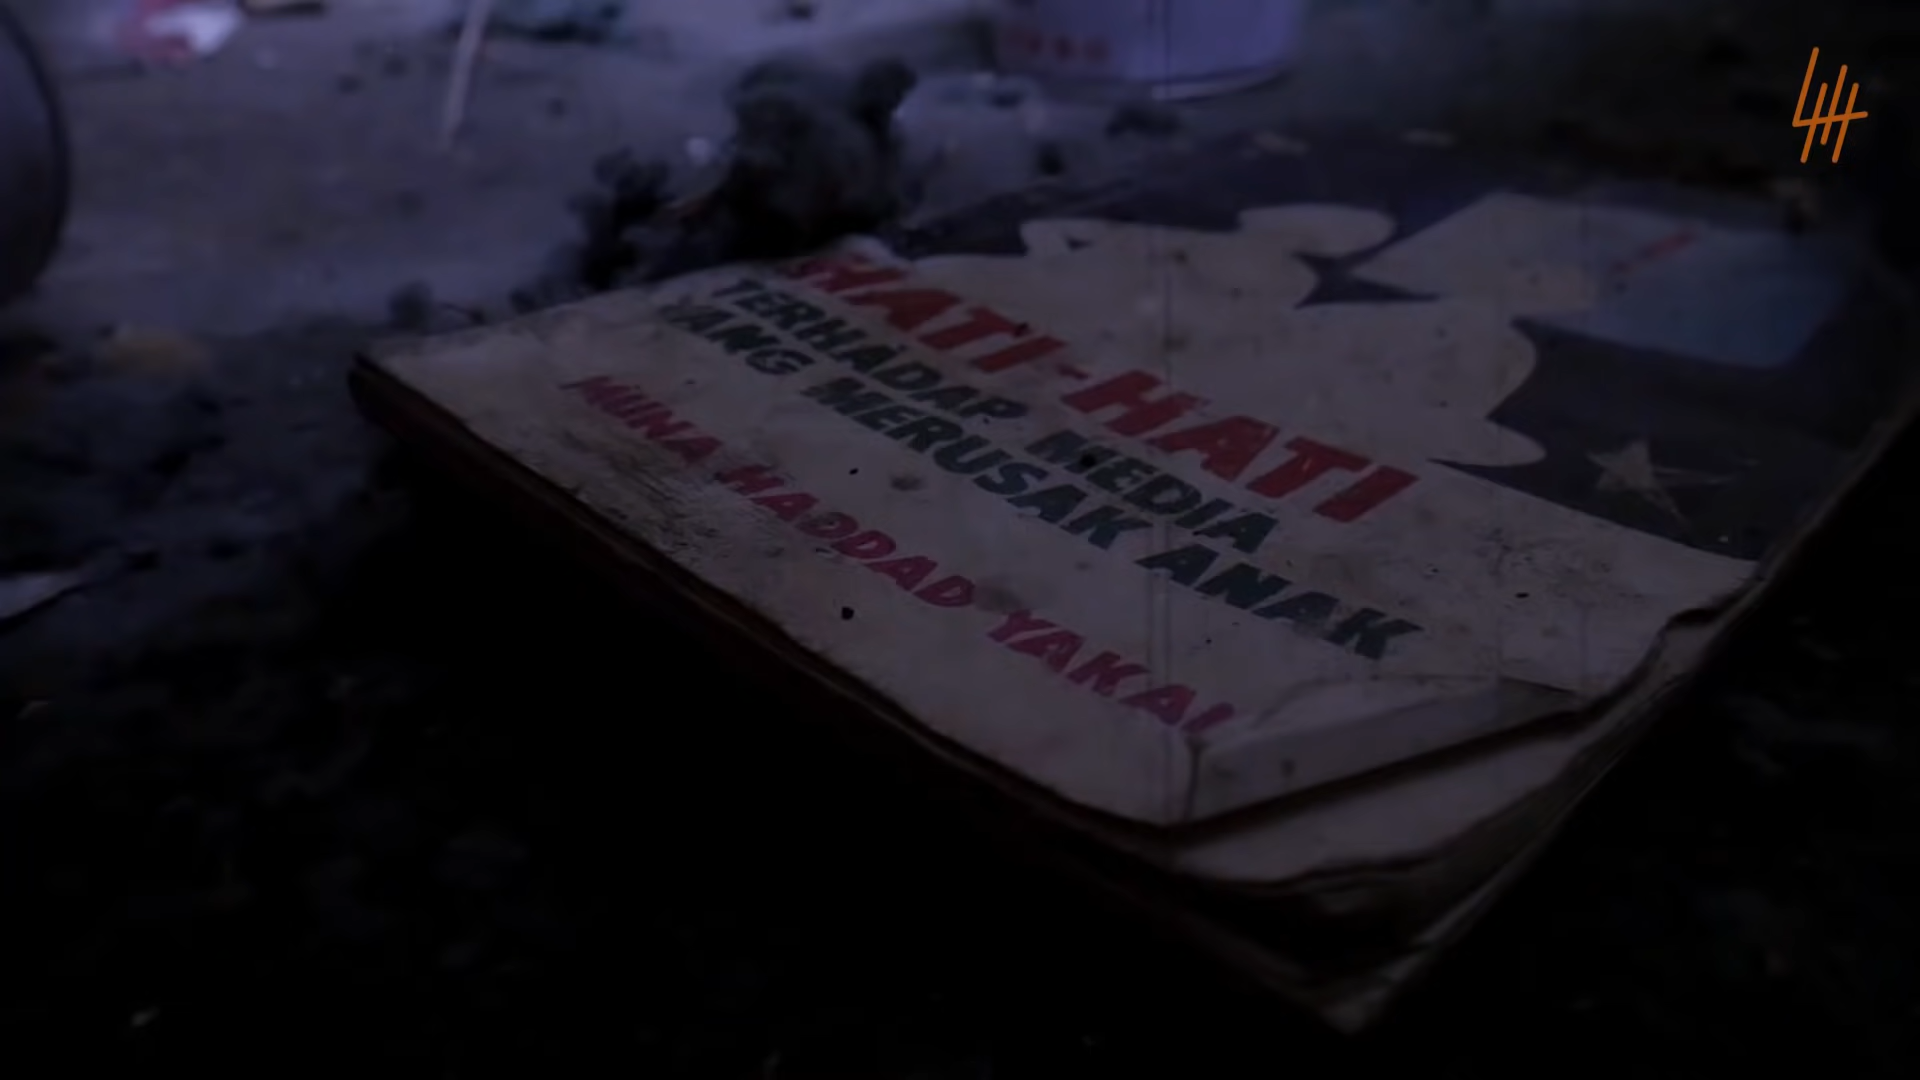 HATI-HATI
TERHADAP MEDIA
YANG MERUSAK ANAK
MUNA HADDAD YAKAN